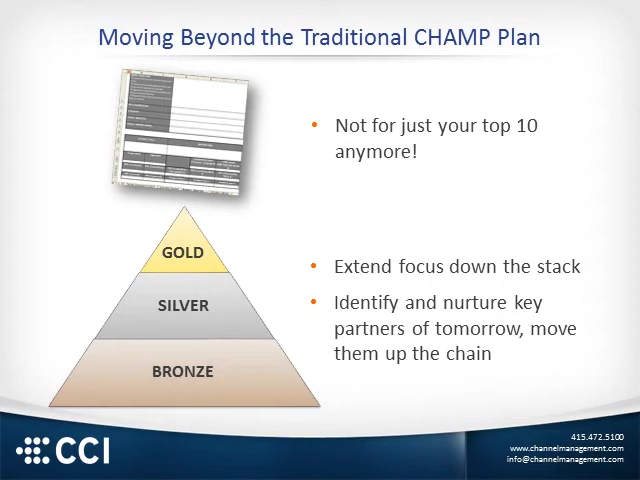 Moving Beyond the Traditional CHAMP Plan
• Not for just your top 10
anymore!
GOLD
SILVER
BRONZE
• Extend focus down the stack
• Identify and nurture key
partners of tomorrow, move
them up the chain
CCI
415.472.5100
www.channelmanagement.com
info@channelmanagement.com